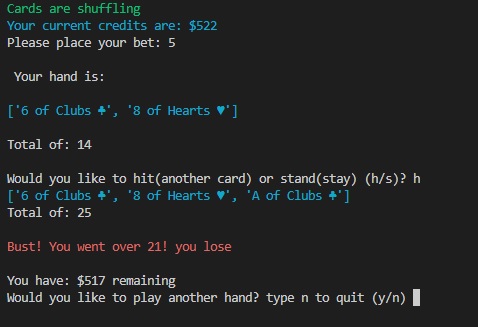 Cards are shuffling
Your current credits are: $522
Please place your bet: 5
Your hand is:
['6 of Clubs ♣', '8 of Hearts ♥']
Total of: 14
Would you like to hit(another card) or stand(stay) (h/s)? h
['6 of Clubs ♣', '8 of Hearts ♥', 'A of Clubs ♣']
Total of: 25
Bust! You went over 21! you lose
You have: $517 remaining
Would you like to play another hand? type n to quit (y/n)